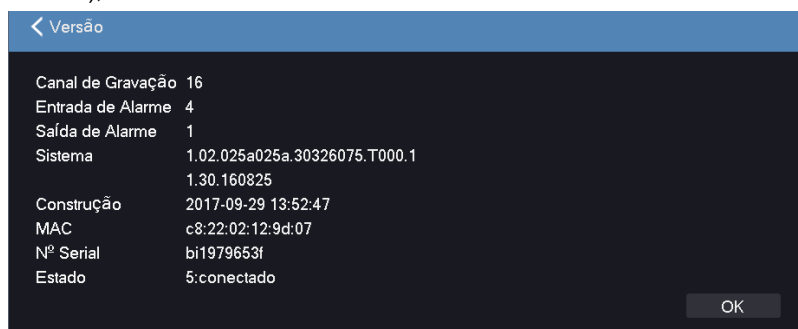 Versão
Canal de Gravação 16
Entrada de Alarme 4
Saída de Alarme 1
Sistema 1.02.025a025a.30326075.T000.1
1.30.160825
Construção 2017-09-29 13:52:47
MAC c8:22:02:12:9d:07
Nº Serial bi1979653f
Estado 5:conectado
OK